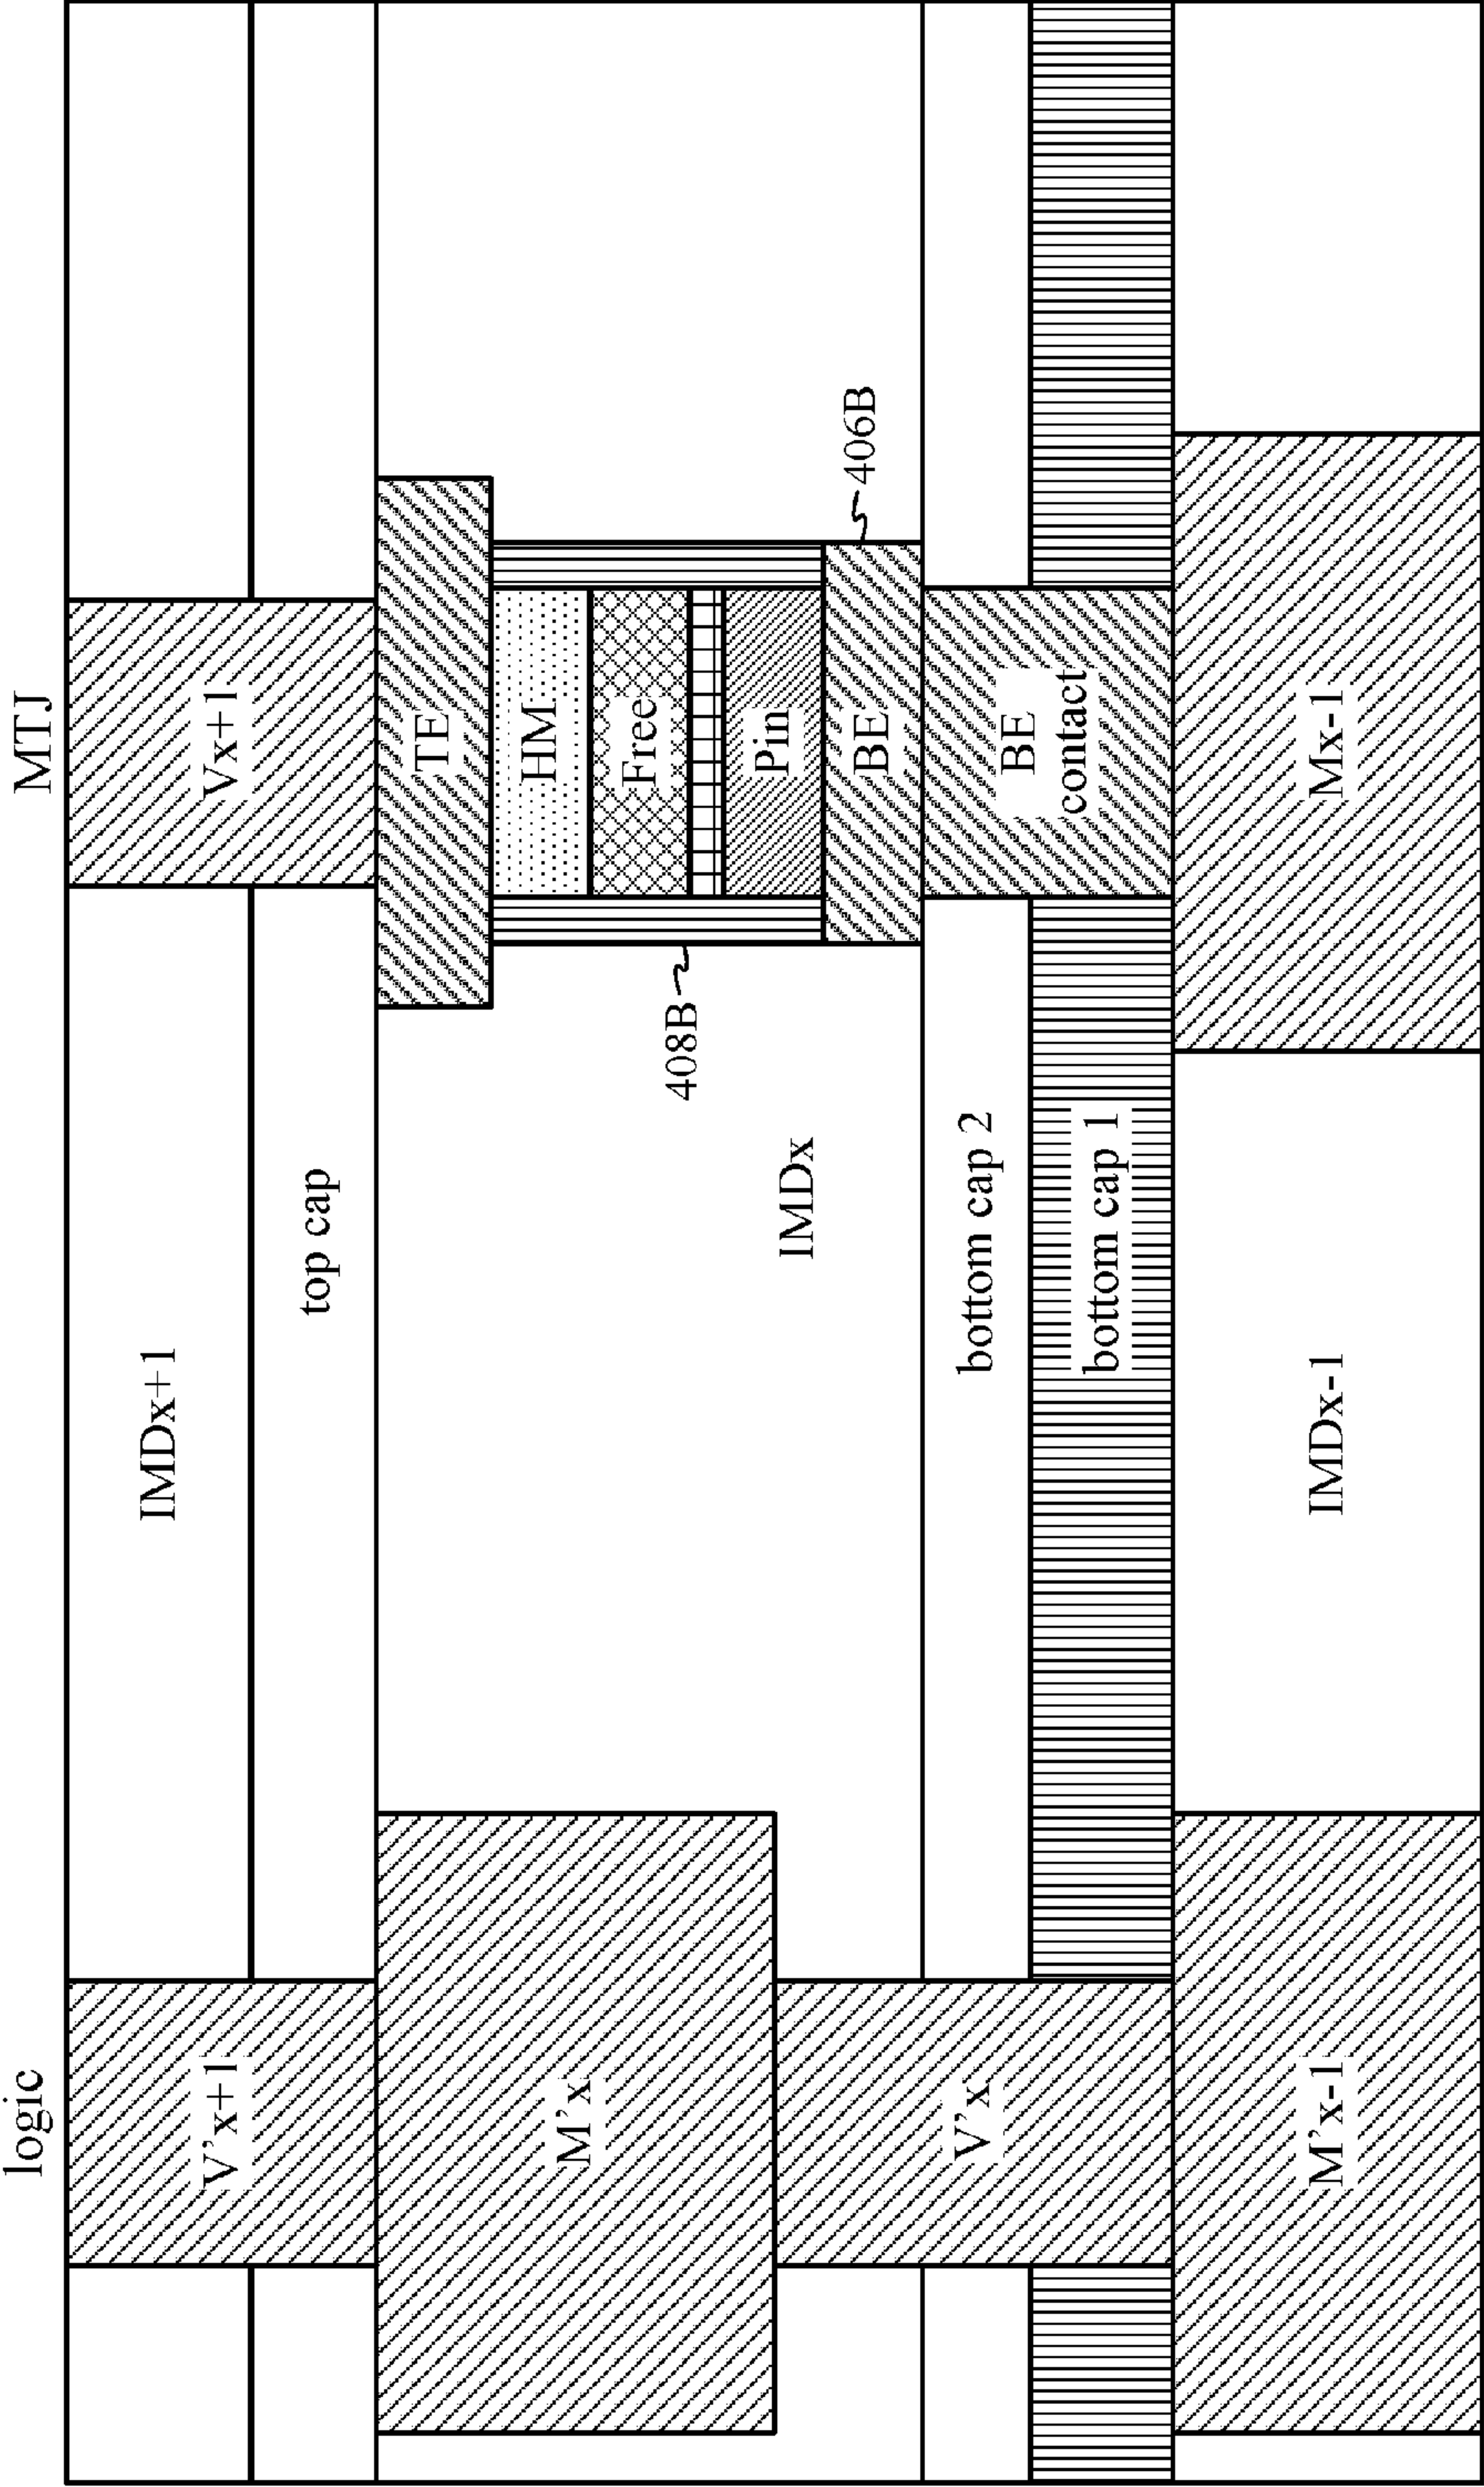 logic
MTJ
V'x+1
IMDx+1
Vx+1
top cap
TE
M'x
HM
408B
Free
IMDx
Pin
BE
406B
V'x
bottom cap 2
BE
contact
bottom cap 1
M'x-1
IMDx-1
Mx-1